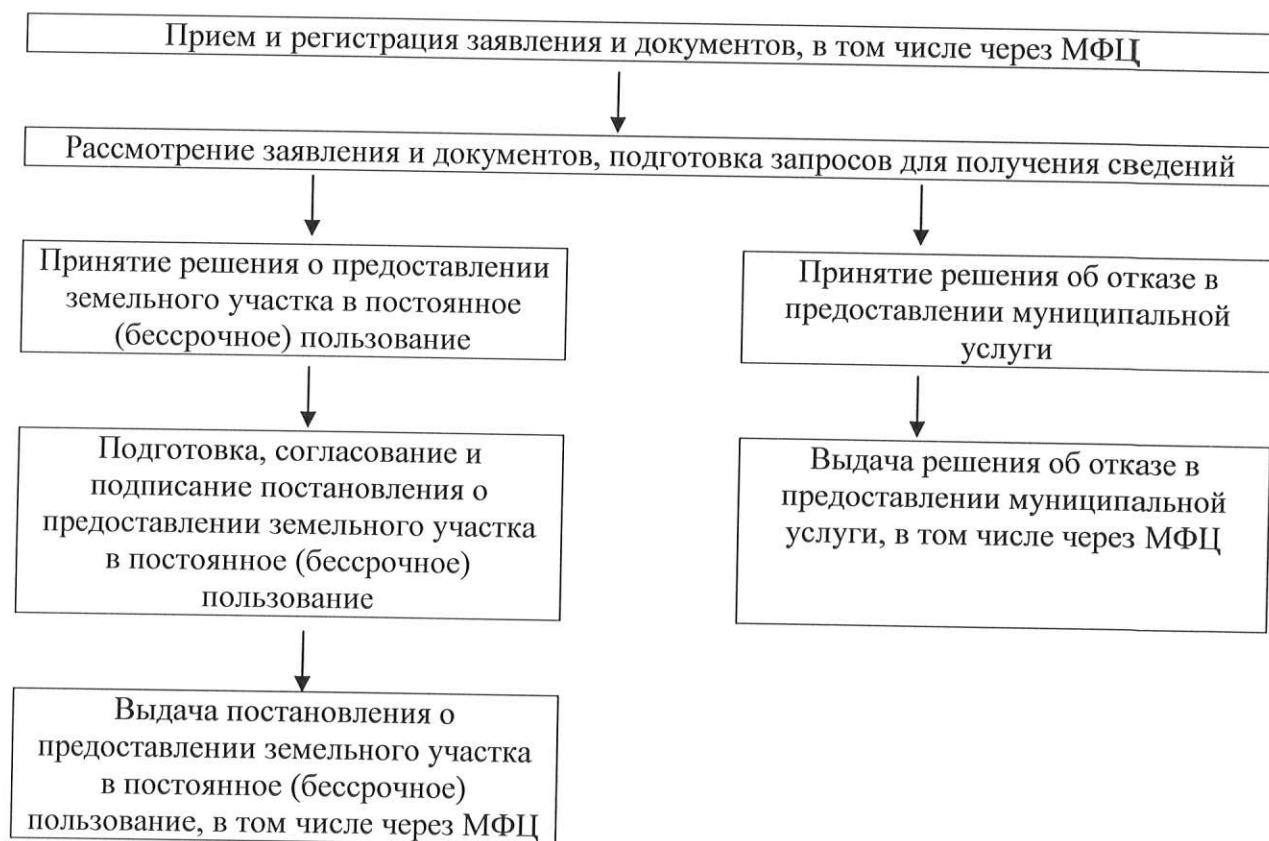 Прием и регистрация заявления и документов, в том числе через МФЦ
Рассмотрение заявления и документов, подготовка запросов для получения сведений
Принятие решения о предоставлении
земельного участка в постоянное
(бессрочное) пользование
Принятие решения об отказе в
предоставлении муниципальной
услуги
Подготовка, согласование и
подписание постановления о
предоставлении земельного участка
в постоянное (бессрочное)
пользование
Выдача решения об отказе в
предоставлении муниципальной
услуги, в том числе через МФЦ
Выдача постановления о
предоставлении земельного участка
в постоянное (бессрочное)
пользование, в том числе через МФЦ